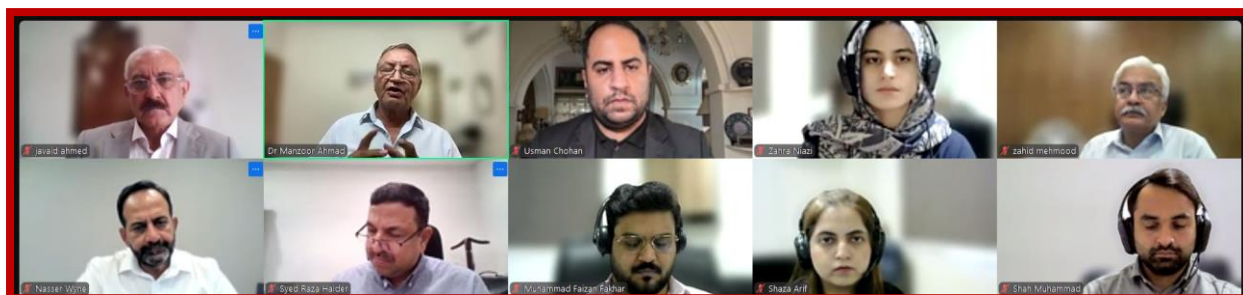 javaid ahmed
Dr Manzoor Ahmad
Usman Chohan
Zahra Niazi
zahid mehmood
Nasser Wyne
Syed Raza Haider
Muhammad Faizan Fakhar
Shaza Arif
Shah Muhammad